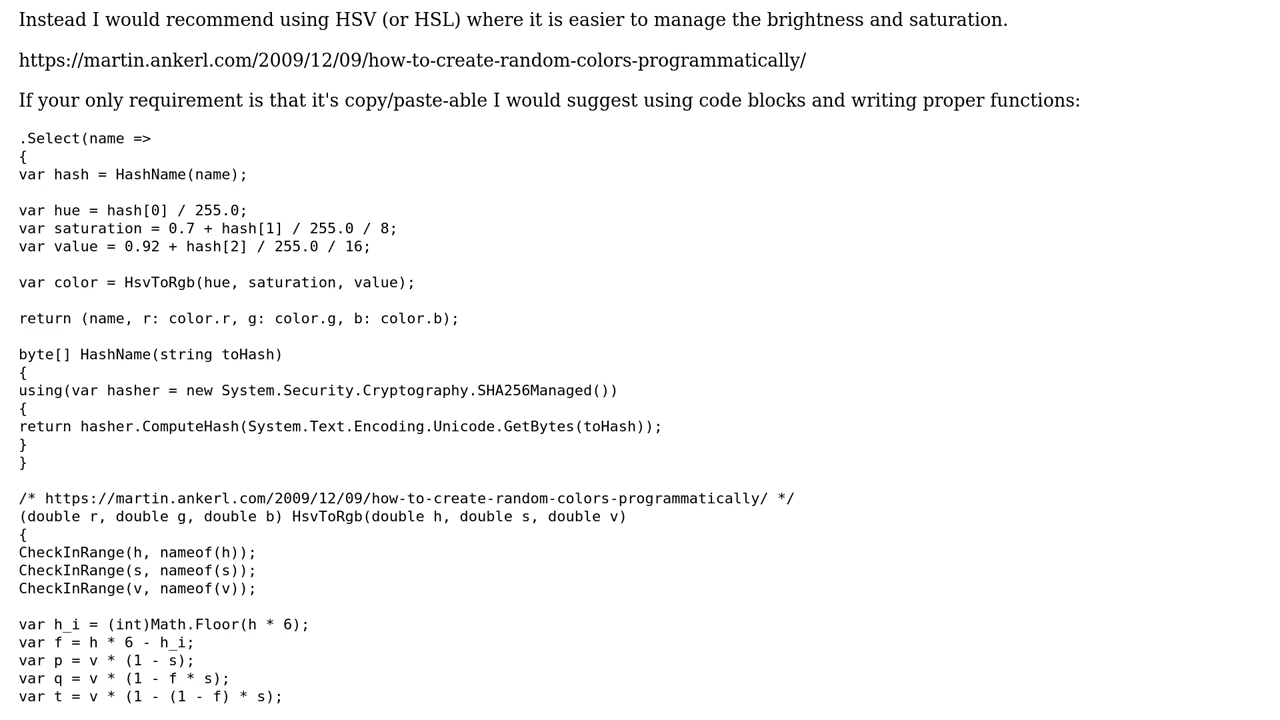 Instead I would recommend using HSV (or HSL) where it is easier to manage the brightness and saturation.
https://martin.ankerl.com/2009/12/09/how-to-create-random-colors-programmatically/
If your only requirement is that it's copy/paste-able I would suggest using code blocks and writing proper functions:
.Select(name =>
{
var hash = HashName(name);
var hue = hash[0] / 255.0;
var saturation = 0.7 + hash[1] / 255.0 / 8;
var value = 0.92 + hash[2] / 255.0 / 16;
var color = HsvToRgb(hue, saturation, value);
return (name, r: color.r, g: color.g, b: color.b);
byte[] HashName(string toHash)
{
using(var hasher = new System.Security.Cryptography.SHA256Managed())
{
return hasher.ComputeHash(System.Text.Encoding.Unicode.GetBytes(toHash));
}
}
/* https://martin.ankerl.com/2009/12/09/how-to-create-random-colors-programmatically/ */
(double r, double g, double b) HsvToRgb(double h, double s, double v)
{
CheckInRange(h, nameof(h));
CheckInRange(s, nameof(s));
CheckInRange(v, nameof(v));
var h_i = (int)Math.Floor(h * 6);
var f = h * 6 - h_i;
var p = v * (1 - s);
var q = v * (1 - f * s);
var t = v * (1 - (1 - f) * s);